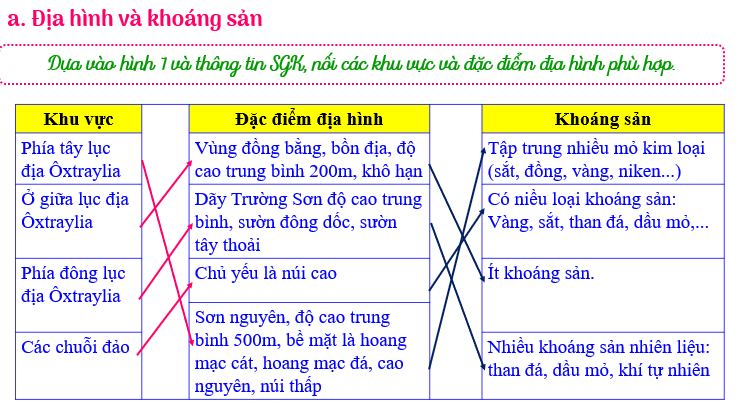 a. Địa hình và khoáng sản
Dựa vào hình 1 và thông tin SGK, nối các khu vực và đặc điểm địa hình phù hợp.
Khu vực
Đặc điểm địa hình
Khoáng sản
Phía tây lục
địa Ôxtraylia
Vùng đồng bằng, bồn địa, độ
cao trung bình 200m, khô hạn
Tập trung nhiều mỏ kim loại
(sắt, đồng, vàng, niken...)
Ở giữa lục địa
Ôxtraylia
Dãy Trường Sơn độ cao trung
bình, sườn đông dốc, sườn
tây thoải
Có niều loại khoáng sản:
Vàng, sắt, than đá, dầu mỏ,...
Phía đông lục
địa Ôxtraylia
Chủ yếu là núi cao
Ít khoáng sản.
Các chuỗi đảo
Sơn nguyên, độ cao trung
bình 500m, bề mặt là hoang
mạc cát, hoang mạc đá, cao
nguyên, núi thấp
Nhiều khoáng sản nhiên liệu:
than đá, dầu mỏ, khí tự nhiên